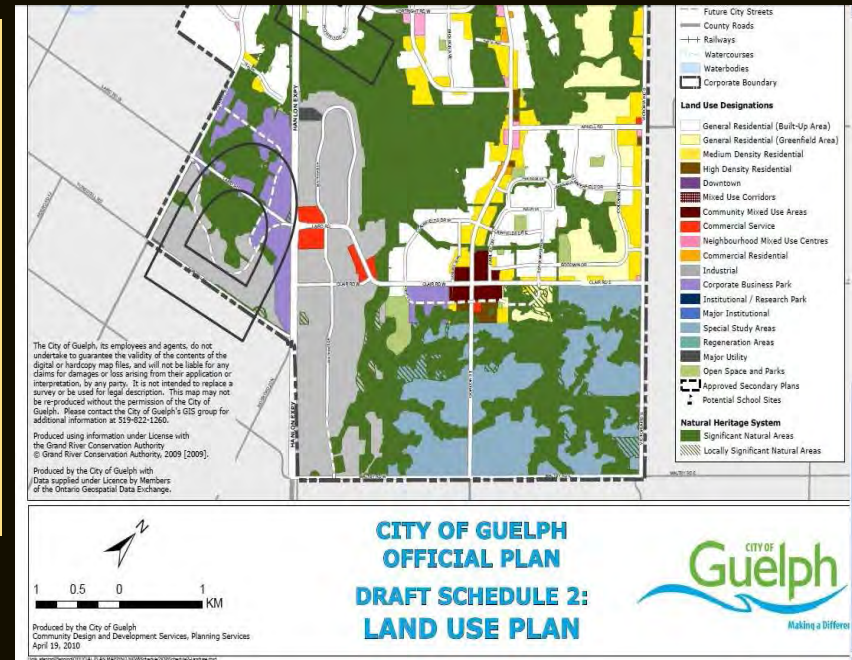 Future City Streets
County Roads
Railways
Watercourses
Waterbodies
Corporate Boundary
Land Use Designations
General Residential (Built-Up Area)
General Residential (Greenfield Area)
Medium Density Residential
High Density Residential
Downtown
Mixed Use Corridors
Community Mixed Use Areas
Commercial Service
Neighbourhood Mixed Use Centres
Commercial Residential
Industrial
Corporate Business Park
Institutional / Research Park
Major Institutional
Special Study Areas
Regeneration Areas
Major Utility
Open Space and Parks
Approved Secondary Plans
Potential School Sites
Natural Heritage System
Significant Natural Areas
Locally Significant Natural Areas
HANLON EXPY
CLAIR RD W
CLAIR RD E
HANLON EXPY
The City of Guelph, its employees and agents, do not
undertake to guarantee the validity of the contents of the
digital or hardcopy map files, and will not be liable for any
claims for damages or loss arising from their application or
interpretation, by any party. It is not intended to replace a
survey or be used for legal description. This map may not
be re-produced without the permission of the City of
Guelph. Please contact the City of Guelph's GIS group for
additional information at 519-822-1260.
Produced using information under License with
the Grand River Conservation Authority
© Grand River Conservation Authority, 2009 [2009].
Produced by the City of Guelph with
Data supplied under Licence by Members
of the Ontario Geospatial Data Exchange.
N
1 0.5 0 1
KM
Produced by the City of Guelph
Community Design and Development Services, Planning Services
April 19, 2010
CITY OF GUELPH
OFFICIAL PLAN
DRAFT SCHEDULE 2:
LAND USE PLAN
CITY OF
Guelph
Making a Differen